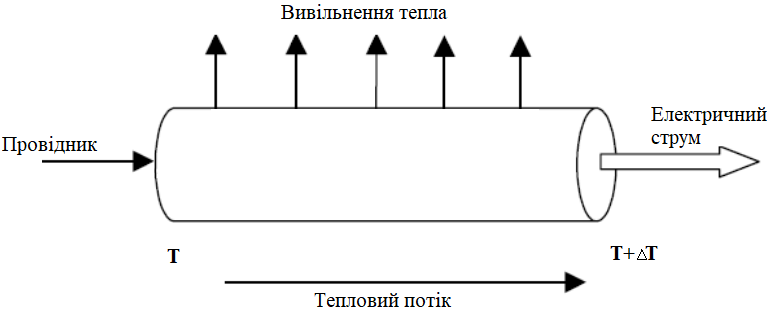 Вивільнення тепла
Електричний
струм
Провідник
T
T+△T
Тепловий потік